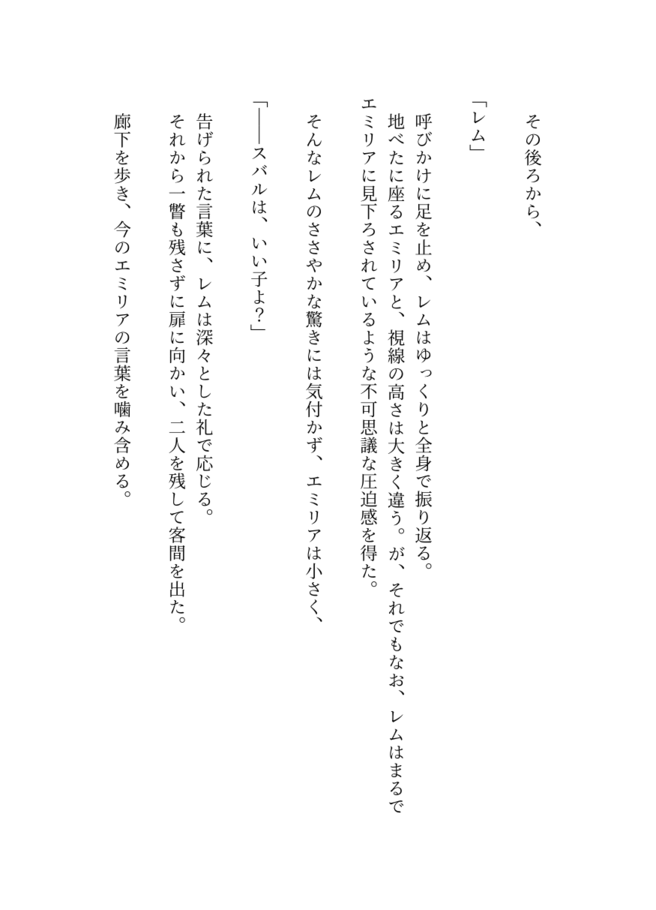 その後ろから、
「レム」
呼びかけに足を止め、レムはゆっくりと全身で振り返る。
地べたに座るエミリアと、視線の高さは大きく違う。が、それでもなお、レムはまるで
エミリアに見下ろされているような不可思議な圧迫感を得た。
そんなレムのささやかな驚きには気付かず、エミリアは小さく、
「――スバルは、いい子よ？」
告げられた言葉に、レムは深々とした礼で応じる。
それから一瞥も残さずに扉に向かい、二人を残して客間を出た。
廊下を歩き、今のエミリアの言葉を噛み含める。